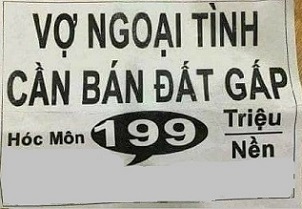 VỢ NGOẠI TÌNH
CẦN BÁN ĐẤT GẤP
Hóc Môn 199 Triệu
Nền